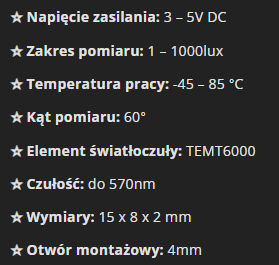 ☆ Napięcie zasilania: 3 – 5V DC
☆ Zakres pomiaru: 1 – 1000lux
☆ Temperatura pracy: -45 – 85 °C
☆ Kąt pomiaru: 60°
☆ Element światłoczuły: TEMT6000
☆ Czułość: do 570nm
☆ Wymiary: 15 x 8 x 2 mm
☆ Otwór montażowy: 4mm